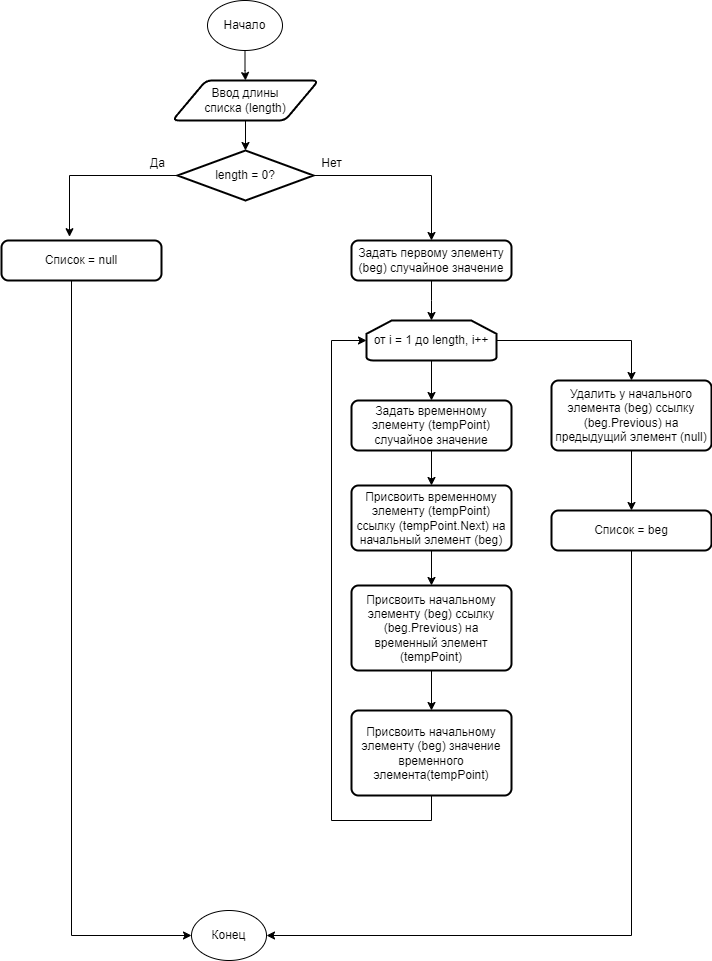 Начало
Ввод длины
списка (length)
Да
length = 0?
Нет
Список = null
Задать первому элементу
(beg) случайное значение
от i = 1 до length, i++
Задать временному
элементу (tempPoint)
случайное значение
Присвоить временному
элементу (tempPoint)
ссылку (tempPoint.Next) на
начальный элемент (beg)
Присвоить начальному
элементу (beg) ссылку
(beg.Previous) на
временный элемент
(tempPoint)
Присвоить начальному
элементу (beg) значение
временного
элемента(tempPoint)
Удалить у начального
элемента (beg) ссылку
(beg.Previous) на
предыдущий элемент (null)
Список = beg
Конец